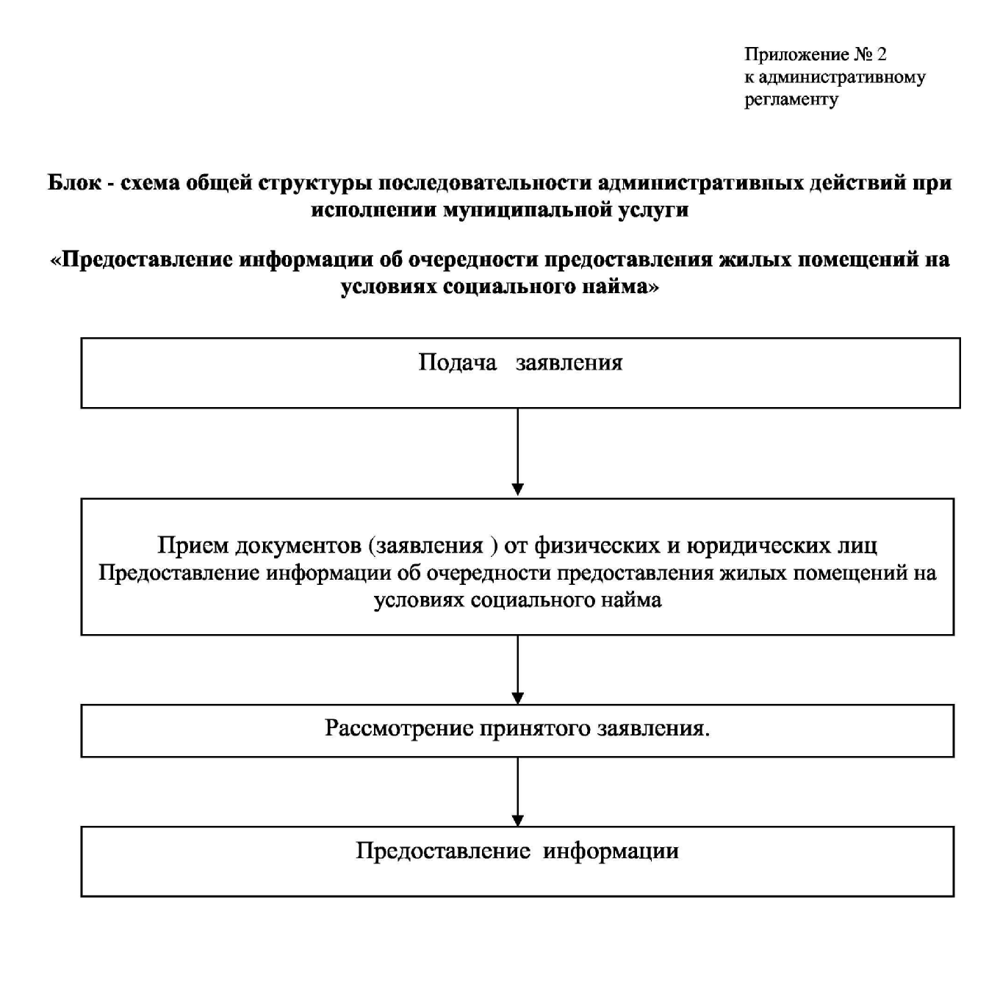 Приложение № 2
к административному
регламенту
Блок - схема общей структуры последовательности административных действий при
исполнении муниципальной услуги
«Предоставление информации об очередности предоставления жилых помещений на
условиях социального найма»
Подача заявления
Прием документов (заявления ) от физических и юридических лиц
Предоставление информации об очередности предоставления жилых помещений на
условиях социального найма
Рассмотрение принятого заявления.
Предоставление информации